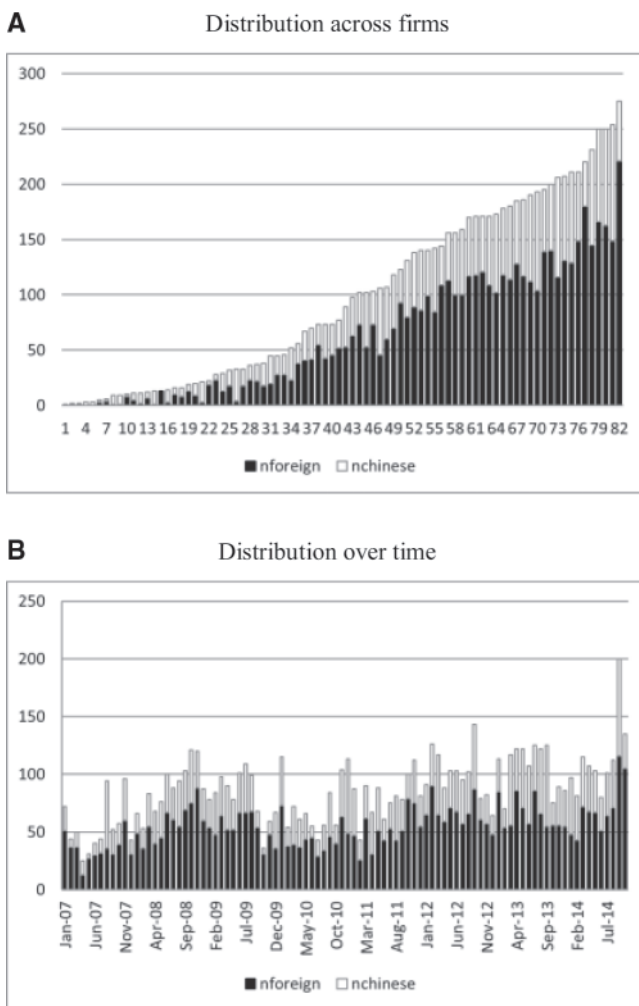 A Distribution across firms
300
250
200
150
100
50
0
1 4 7 10 13 16 19 22 25 28 31 34 37 40 43 46 49 52 55 58 61 64 67 70 73 76 79 82
nforeign nchinese
B Distribution over time
250
200
150
100
50
0
Jan-07 Jun-07 Nov-07 Apr-08 Sep-08 Feb-09 Jul-09 Dec-09 May-10 Oct-10 Mar-11 Aug-11 Jan-12 Jun-12 Nov-12 Apr-13 Sep-13 Feb-14 Jul-14
nforeign nchinese